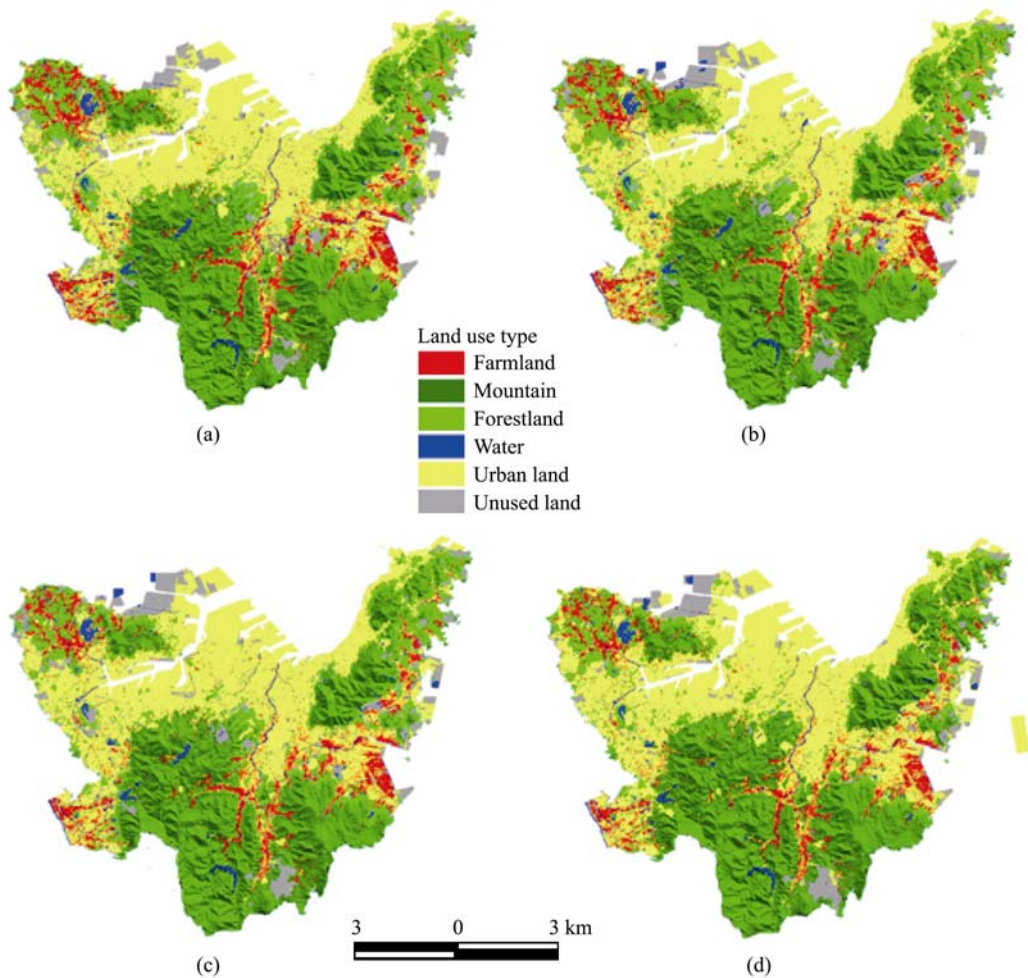 (a)
(b)
Land use type
Farmland
Mountain
Forestland
Water
Urban land
Unused land
3 0 3 km
(c)
(d)